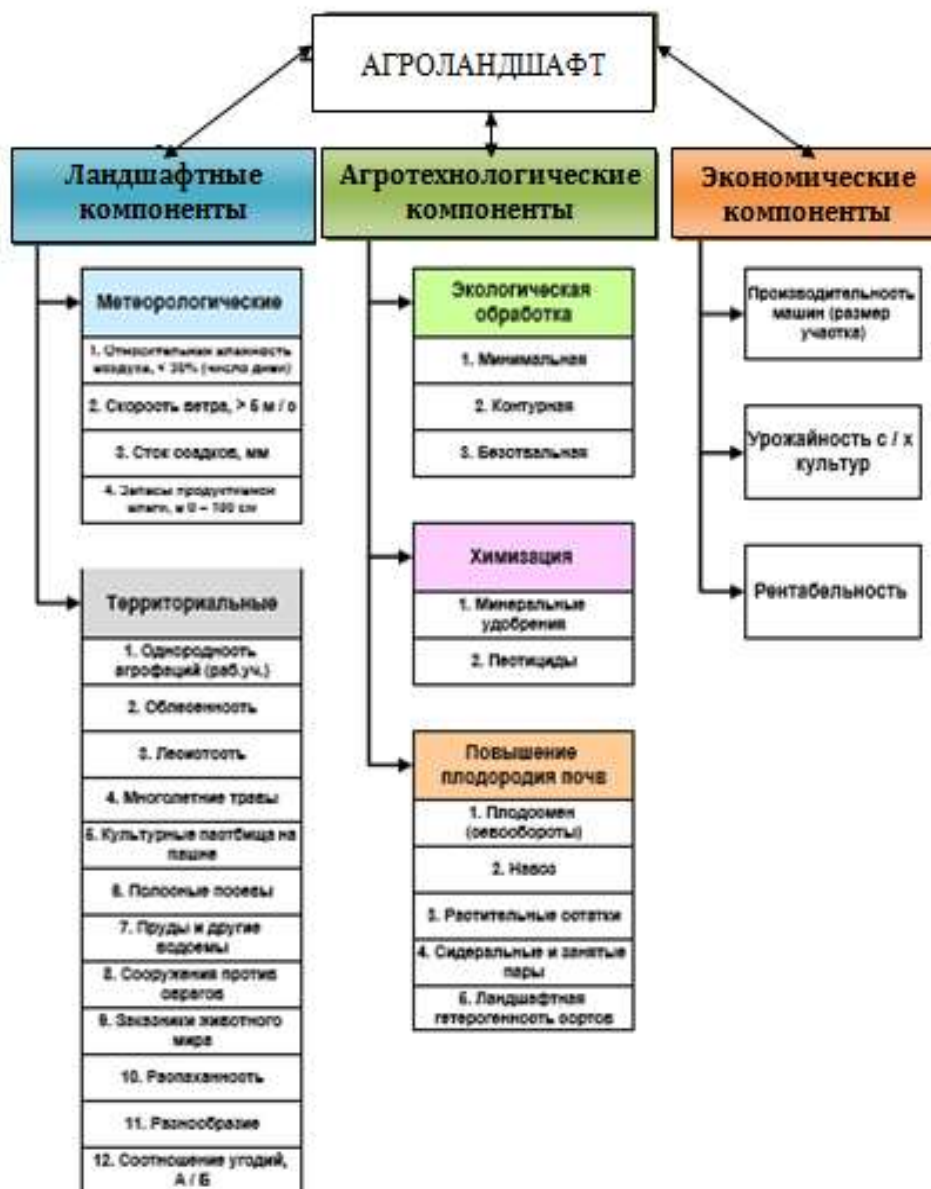 АГРОЛАНДШАФТ
Ландшафтные
компоненты
Метеорологические
1. Относительная влажность
воздуха, < 30% (число дней)
2. Скорость ветра, > 5 м / с
3. Сток осадков, мм
4. Запасы продуктивной
влаги, в 0 – 100 см
Территориальные
1. Однородность
агрофаций (раб.уч.)
2. Облесенность
3. Лесистость
4. Многолетние травы
5. Культурные пастбища на
пашне
6. Полосные посевы
7. Пруды и другие
водоемы
8. Сооружения против
оврагов
9. Заказники животного
мира
10. Распаханность
11. Разнообразие
12. Соотношение угодий,
А / Б
Агротехнологические
компоненты
Экологическая
обработка
1. Минимальная
2. Контурная
3. Безотвальная
Химизация
1. Минеральные
удобрения
2. Пестициды
Повышение
плодородия почв
1. Плодосмен
(севообороты)
2. Навоз
3. Растительные остатки
4. Сидеральные и занятые
пары
5. Ландшафтная
гетерогенность сортов
Экономические
компоненты
Производительность
машин (размер
участка)
Урожайность с / х
культур
Рентабельность